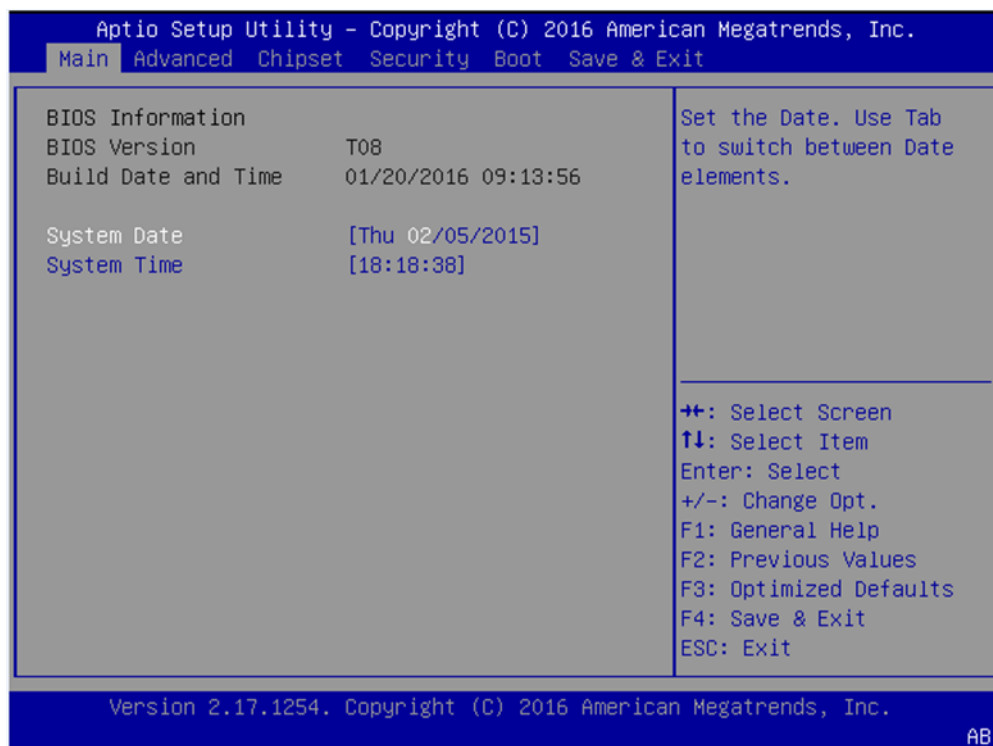 Aptio Setup Utility – Copyright (C) 2016 American Megatrends, Inc.
Main Advanced Chipset Security Boot Save & Exit
BIOS Information
BIOS Version T08
Build Date and Time 01/20/2016 09:13:56
System Date [Thu 02/05/2015]
System Time [18:18:38]
Set the Date. Use Tab
to switch between Date
elements.
→←: Select Screen
↑↓: Select Item
Enter: Select
+/-: Change Opt.
F1: General Help
F2: Previous Values
F3: Optimized Defaults
F4: Save & Exit
ESC: Exit
Version 2.17.1254. Copyright (C) 2016 American Megatrends, Inc.
AB